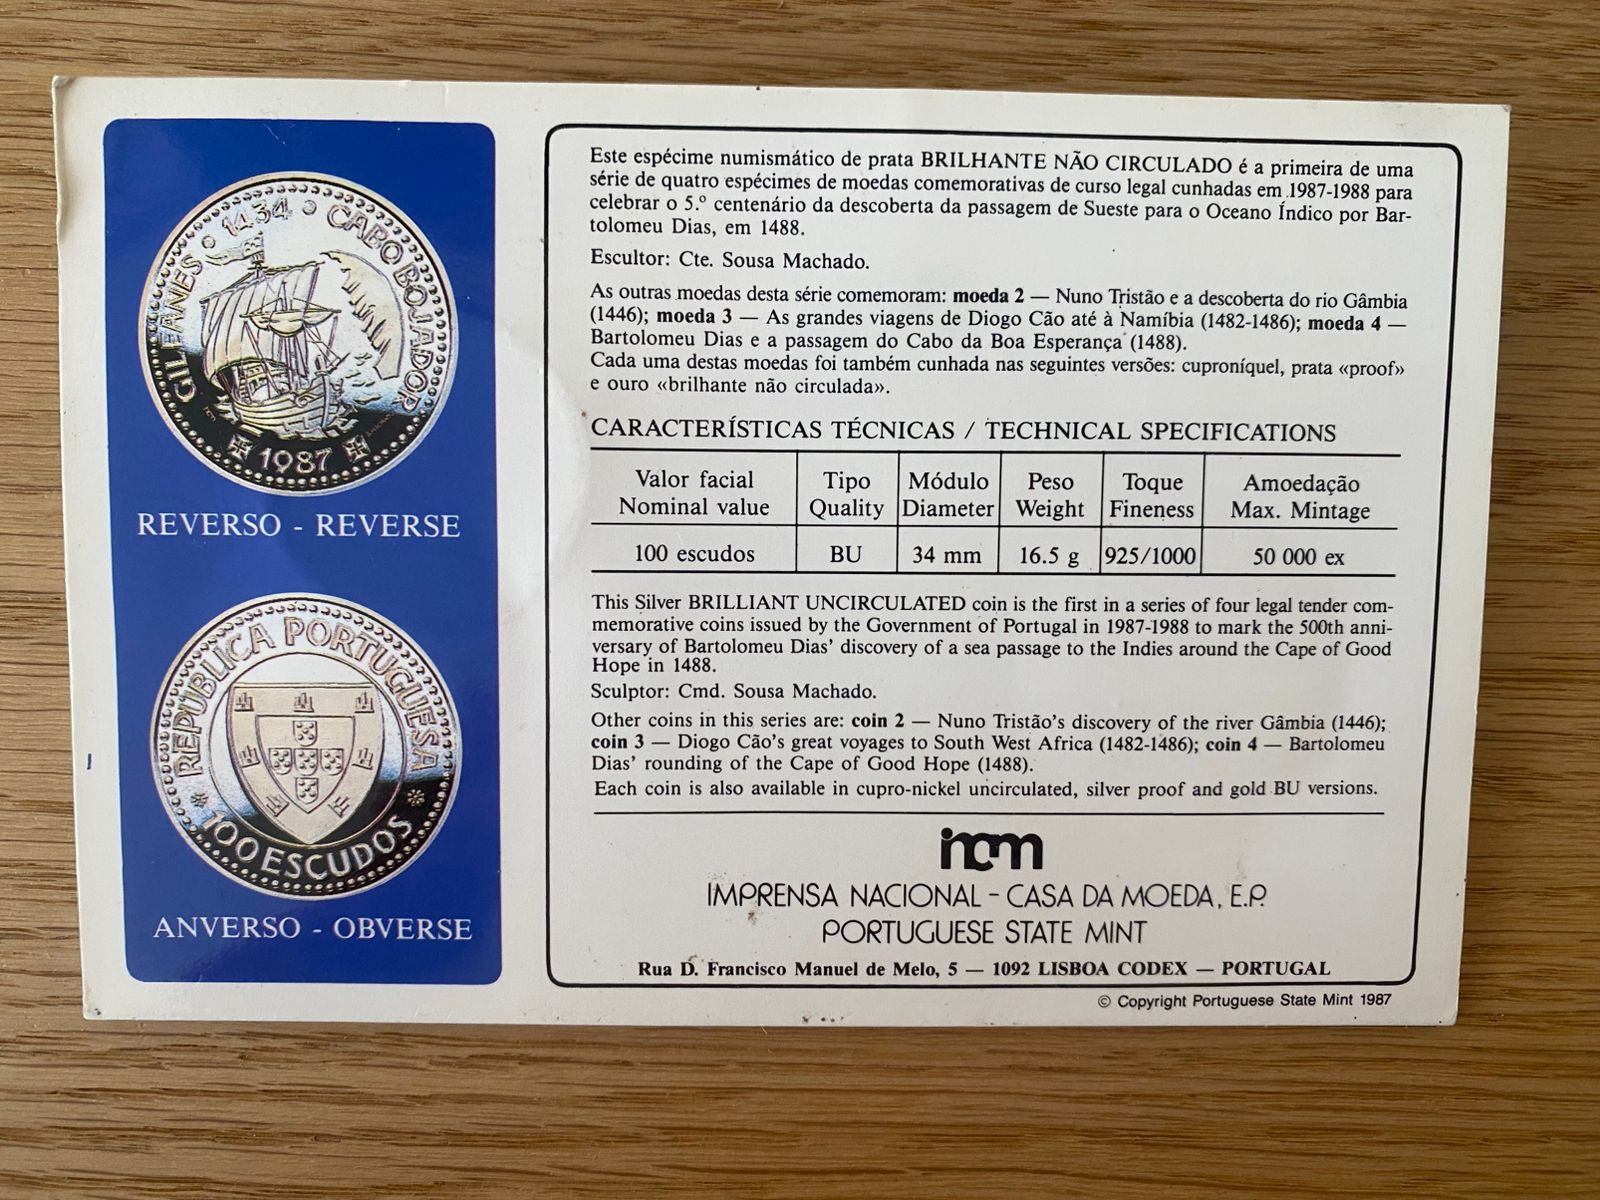 GIL EANES • 1434 • CABO BOJADOR
1987
REVERSO - REVERSE
REPUBLICA PORTUGUESA
100 ESCUDOS
ANVERSO - OBVERSE
Este espécime numismático de prata BRILHANTE NÃO CIRCULADO é a primeira de uma
série de quatro espécimes de moedas comemorativas de curso legal cunhadas em 1987-1988 para
celebrar o 5.º centenário da descoberta da passagem de Sueste para o Oceano Índico por Bar-
tolomeu Dias, em 1488.
Escultor: Cte. Sousa Machado.
As outras moedas desta série comemoram: moeda 2 — Nuno Tristão e a descoberta do rio Gâmbia
(1446); moeda 3 — As grandes viagens de Diogo Cão até à Namíbia (1482-1486); moeda 4 —
Bartolomeu Dias e a passagem do Cabo da Boa Esperança (1488).
Cada uma destas moedas foi também cunhada nas seguintes versões: cuproníquel, prata «proof»
e ouro «brilhante não circulada».
CARACTERÍSTICAS TÉCNICAS / TECHNICAL SPECIFICATIONS
Valor facial Tipo Módulo Peso Toque Amoedação
Nominal value Quality Diameter Weight Fineness Max. Mintage
100 escudos BU 34 mm 16.5 g 925/1000 50 000 ex
This Silver BRILLIANT UNCIRCULATED coin is the first in a series of four legal tender com-
memorative coins issued by the Government of Portugal in 1987-1988 to mark the 500th anni-
versary of Bartolomeu Dias' discovery of a sea passage to the Indies around the Cape of Good
Hope in 1488.
Sculptor: Cmd. Sousa Machado.
Other coins in this series are: coin 2 — Nuno Tristão's discovery of the river Gâmbia (1446);
coin 3 — Diogo Cão's great voyages to South West Africa (1482-1486); coin 4 — Bartolomeu
Dias' rounding of the Cape of Good Hope (1488).
Each coin is also available in cupro-nickel uncirculated, silver proof and gold BU versions.
incm
IMPRENSA NACIONAL - CASA DA MOEDA, E.P.
PORTUGUESE STATE MINT
Rua D. Francisco Manuel de Melo, 5 — 1092 LISBOA CODEX — PORTUGAL
© Copyright Portuguese State Mint 1987